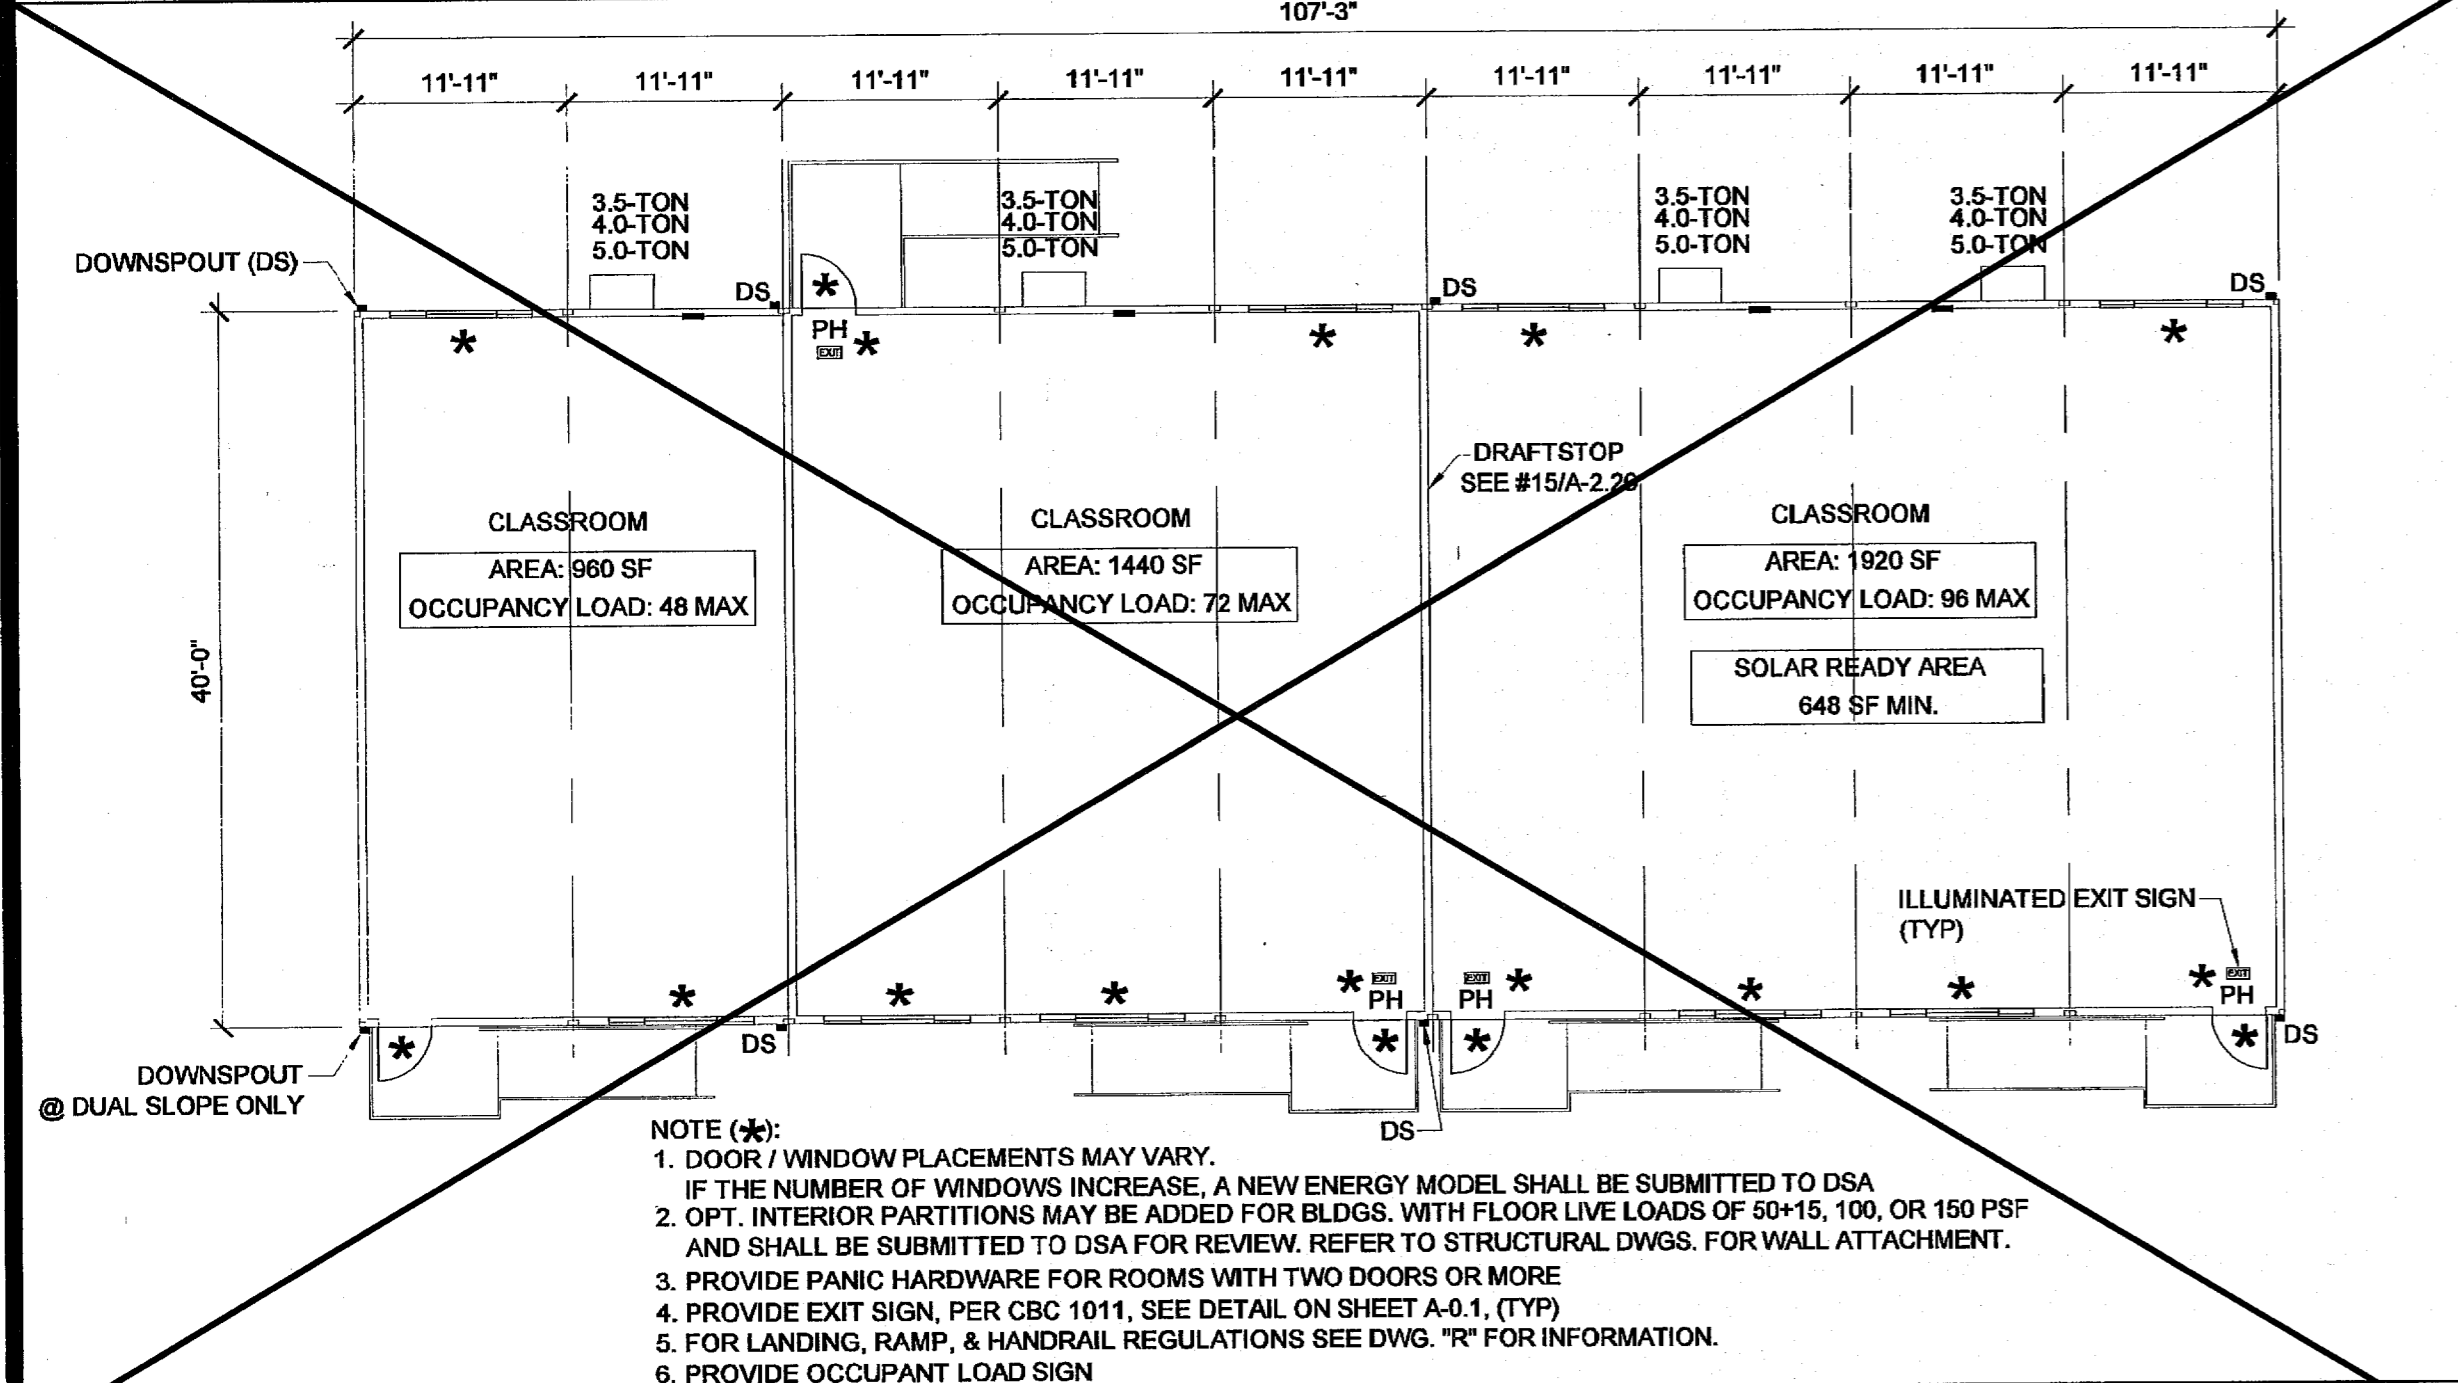 107'-3"
11'-11" 11'-11" 11'-11" 11'-11" 11'-11" 11'-11" 11'-11" 11'-11" 11'-11"
3.5-TON
4.0-TON
5.0-TON
3.5-TON
4.0-TON
5.0-TON
3.5-TON
4.0-TON
5.0-TON
3.5-TON
4.0-TON
5.0-TON
DOWNSPOUT (DS)
DS
*
DS
DS
*
PH
EXIT *
*
*
*
DRAFTSTOP
SEE #15/A-2.20
40'-0"
CLASSROOM
AREA: 960 SF
OCCUPANCY LOAD: 48 MAX
CLASSROOM
AREA: 1440 SF
OCCUPANCY LOAD: 72 MAX
CLASSROOM
AREA: 1920 SF
OCCUPANCY LOAD: 96 MAX
SOLAR READY AREA
648 SF MIN.
ILLUMINATED EXIT SIGN
(TYP)
*
*
*
* EXIT
PH
EXIT *
PH
*
*
* EXIT
PH
*
DS
*
*
*
DS
DOWNSPOUT
@ DUAL SLOPE ONLY
DS
NOTE (*):
1. DOOR / WINDOW PLACEMENTS MAY VARY.
IF THE NUMBER OF WINDOWS INCREASE, A NEW ENERGY MODEL SHALL BE SUBMITTED TO DSA
2. OPT. INTERIOR PARTITIONS MAY BE ADDED FOR BLDGS. WITH FLOOR LIVE LOADS OF 50+15, 100, OR 150 PSF
AND SHALL BE SUBMITTED TO DSA FOR REVIEW. REFER TO STRUCTURAL DWGS. FOR WALL ATTACHMENT.
3. PROVIDE PANIC HARDWARE FOR ROOMS WITH TWO DOORS OR MORE
4. PROVIDE EXIT SIGN, PER CBC 1011, SEE DETAIL ON SHEET A-0.1, (TYP)
5. FOR LANDING, RAMP, & HANDRAIL REGULATIONS SEE DWG. "R" FOR INFORMATION.
6. PROVIDE OCCUPANT LOAD SIGN